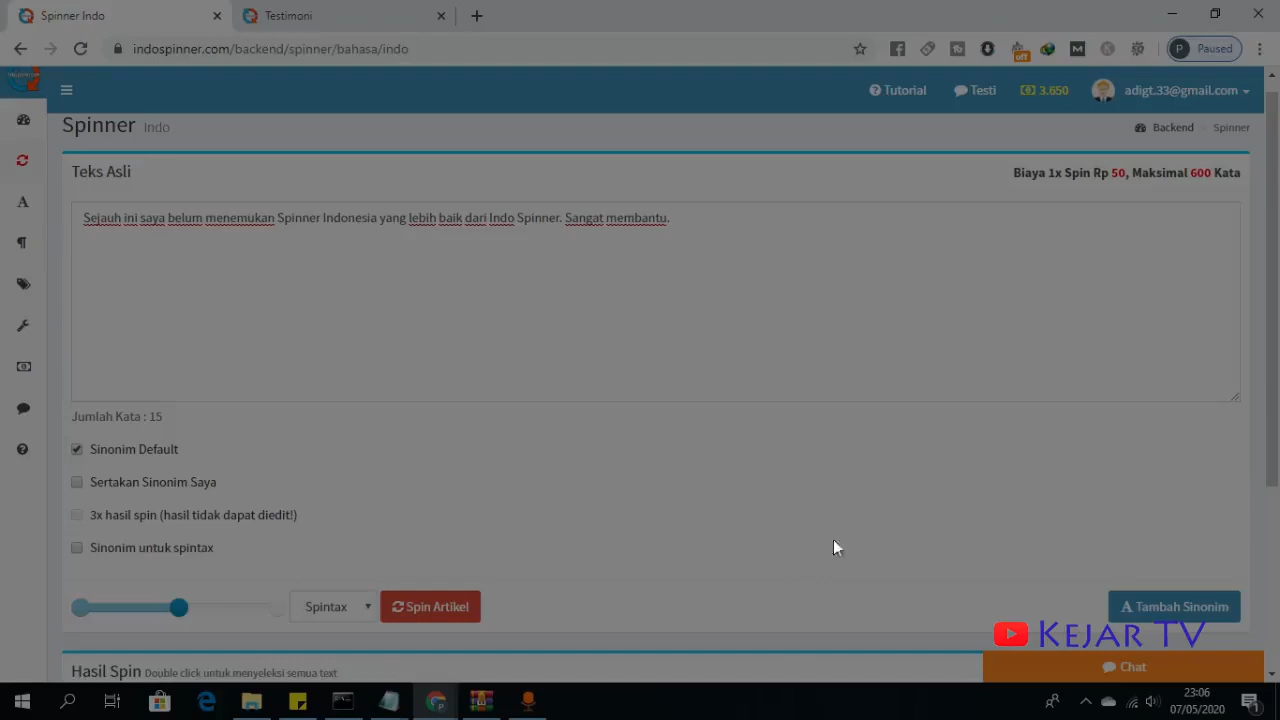 Spinner Indo
Testimoni
indospinner.com/backend/spinner/bahasa/indo
off
M
K
P Paused
Tutorial
Testi
3.650
adigt.33@gmail.com
Spinner Indo
Backend
Spinner
Teks Asli
Biaya 1x Spin Rp 50, Maksimal 600 Kata
Sejauh ini saya belum menemukan Spinner Indonesia yang lebih baik dari Indo Spinner. Sangat membantu.
Jumlah Kata : 15
Sinonim Default
Sertakan Sinonim Saya
3x hasil spin (hasil tidak dapat diedit!)
Sinonim untuk spintax
Spintax
Spin Artikel
Tambah Sinonim
KEJAR TV
Hasil Spin Double click untuk menyeleksi semua text
Chat
23:06
07/05/2020
1